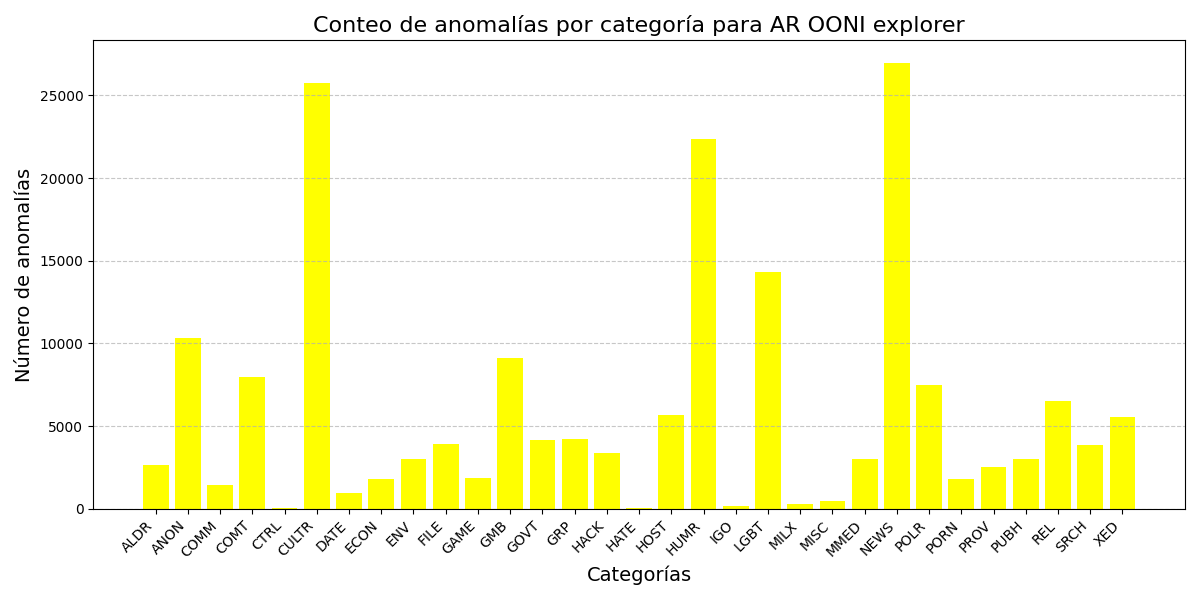 Conteo de anomalías por categoría para AR OONI explorer
Número de anomalías
25000
20000
15000
10000
5000
0
ALDR
ANON
COMM
COMT
CTRL
CULTR
DATE
ECON
ENV
FILE
GAME
GMB
GOVT
GRP
HACK
HATE
HOST
HUMR
IGO
LGBT
MILX
MISC
MMED
NEWS
POLR
PORN
PROV
PUBH
REL
SRCH
XED
Categorías